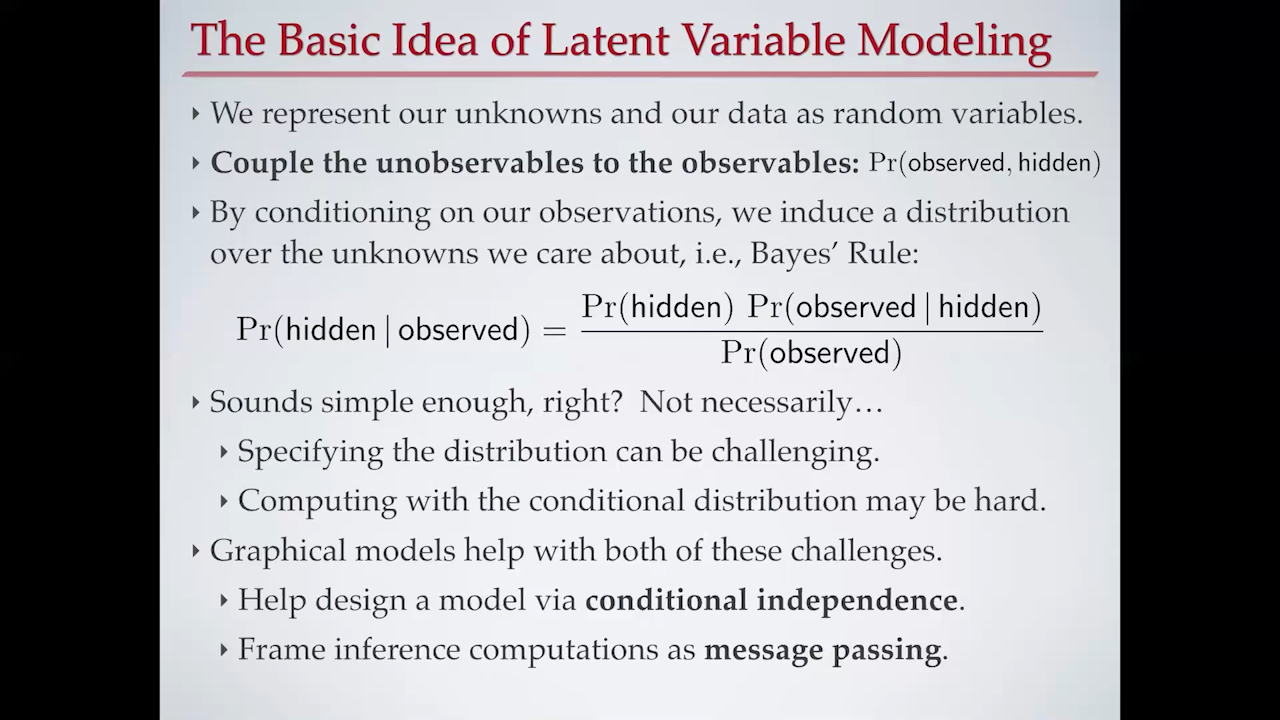 The Basic Idea of Latent Variable Modeling
‣ We represent our unknowns and our data as random variables.
‣ Couple the unobservables to the observables: Pr(observed, hidden)
‣ By conditioning on our observations, we induce a distribution
over the unknowns we care about, i.e., Bayes’ Rule:
Pr(hidden | observed) = Pr(hidden) Pr(observed | hidden)
Pr(observed)
‣ Sounds simple enough, right? Not necessarily…
‣ Specifying the distribution can be challenging.
‣ Computing with the conditional distribution may be hard.
‣ Graphical models help with both of these challenges.
‣ Help design a model via conditional independence.
‣ Frame inference computations as message passing.